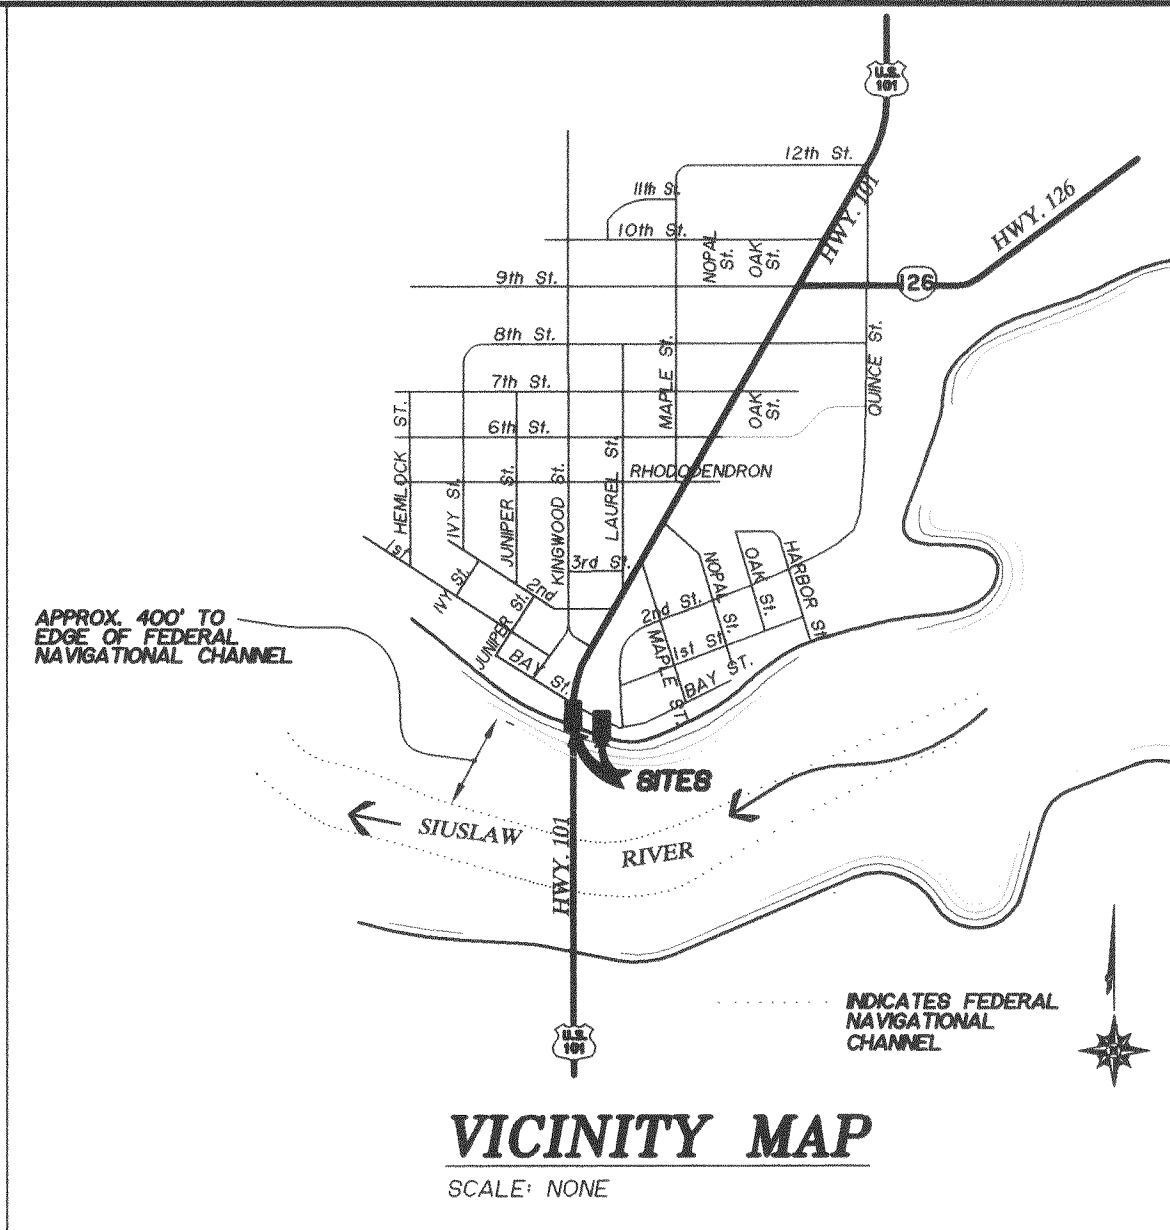 U.S.
101
12th St.
11th St.
HWY. 101
HWY. 126
10th St.
NOPAL
St.
OAK
St.
9th St.
126
8th St.
MAPLE St.
QUINCE St.
7th St.
HEMLOCK ST.
OAK
St.
6th St.
RHODODENDRON
IVY St.
JUNIPER St.
KINGWOOD St.
LAUREL St.
1st
3rd St.
NOPAL St.
OAK St.
HARBOR St.
IVY St.
2nd
2nd St.
JUNIPER St.
MAPLE ST.
1st St.
BAY St.
BAY ST.
APPROX. 400' TO
EDGE OF FEDERAL
NAVIGATIONAL CHANNEL
SITES
SIUSLAW
RIVER
HWY. 101
INDICATES FEDERAL
NAVIGATIONAL
CHANNEL
U.S.
101
VICINITY MAP
SCALE: NONE